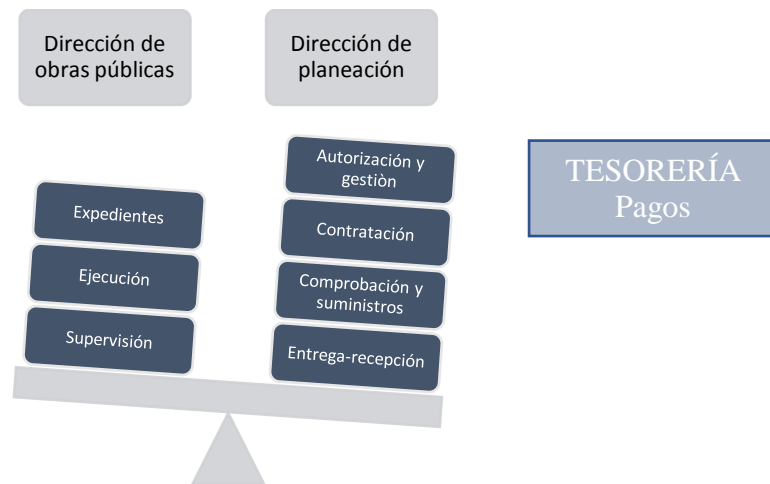 Dirección de
obras públicas
Dirección de
planeación
Autorización y
gestiòn
Expedientes
Contratación
Ejecución
Comprobación y
suministros
Supervisión
Entrega-recepción
TESORERÍA
Pagos